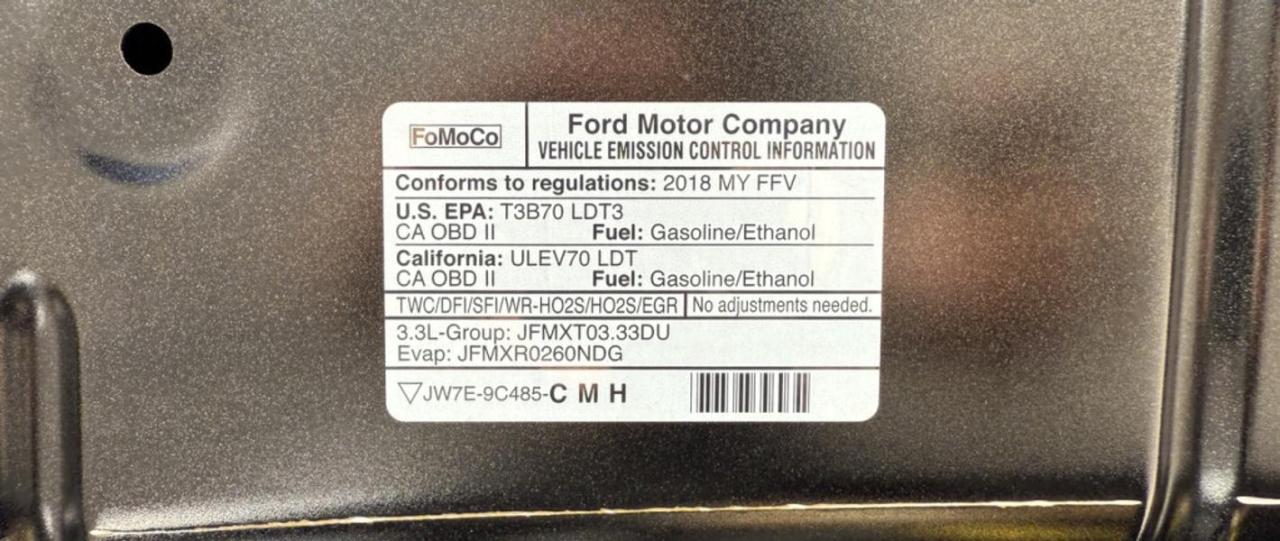 FoMoCo
Ford Motor Company
VEHICLE EMISSION CONTROL INFORMATION
Conforms to regulations: 2018 MY FFV
U.S. EPA: T3B70 LDT3
CA OBD II Fuel: Gasoline/Ethanol
California: ULEV70 LDT
CA OBD II Fuel: Gasoline/Ethanol
TWC/DFI/SFI/WR-HO2S/HO2S/EGR No adjustments needed.
3.3L-Group: JFMXT03.33DU
Evap: JFMXR0260NDG
▽JW7E-9C485-C M H